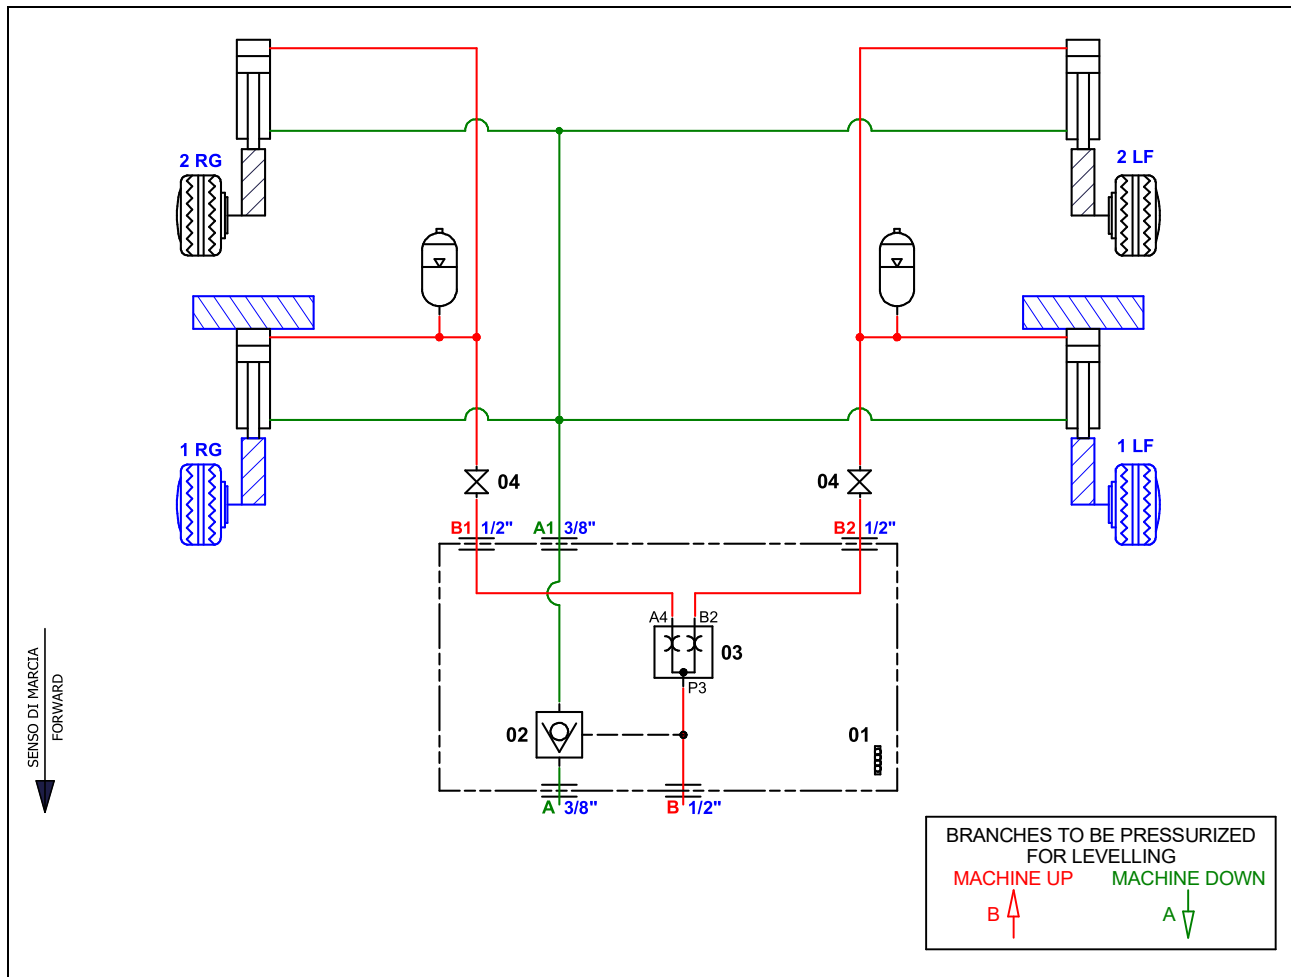 2 RG
2 LF
1 RG
1 LF
04
04
B1 1/2"
A1 3/8"
B2 1/2"
A4
B2
03
P3
02
01
A 3/8"
B 1/2"
SENSO DI MARCIA
FORWARD
BRANCHES TO BE PRESSURIZED
FOR LEVELLING
MACHINE UP
MACHINE DOWN
B
A